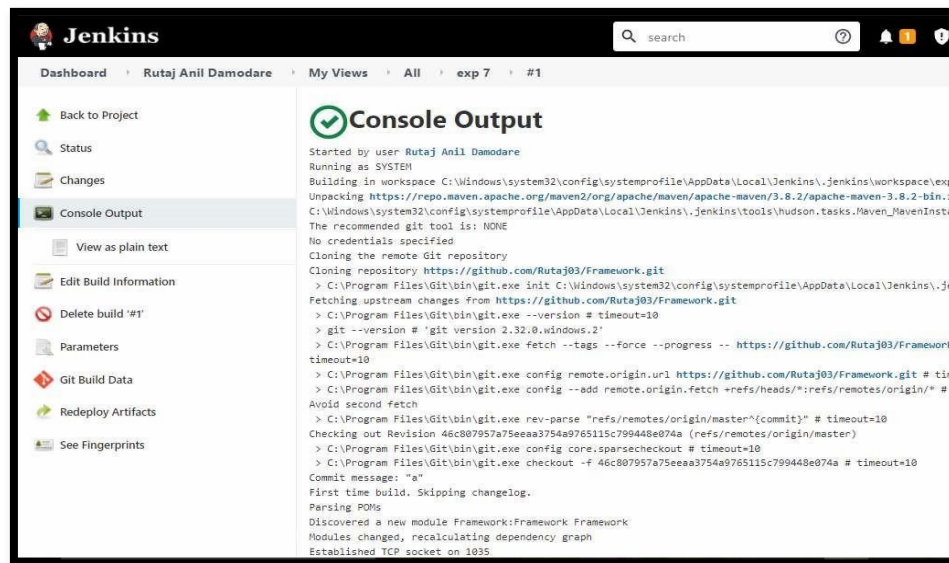 Jenkins
search
1
Dashboard Rutaj Anil Damodare My Views All exp 7 #1
Back to Project
Status
Changes
Console Output
View as plain text
Edit Build Information
Delete build '#1'
Parameters
Git Build Data
Redeploy Artifacts
See Fingerprints
Console Output
Started by user Rutaj Anil Damodare
Running as SYSTEM
Building in workspace C:\Windows\system32\config\systemprofile\AppData\Local\Jenkins\.jenkins\workspace\exp
Unpacking https://repo.maven.apache.org/maven2/org/apache/maven/apache-maven/3.8.2/apache-maven-3.8.2-bin.
C:\Windows\system32\config\systemprofile\AppData\Local\Jenkins\.jenkins\tools\hudson.tasks.Maven_MavenInsta
The recommended git tool is: NONE
No credentials specified
Cloning the remote Git repository
Cloning repository https://github.com/Rutaj03/Framework.git
> C:\Program Files\Git\bin\git.exe init C:\Windows\system32\config\systemprofile\AppData\Local\Jenkins\.je
Fetching upstream changes from https://github.com/Rutaj03/Framework.git
> C:\Program Files\Git\bin\git.exe --version # timeout=10
> git --version # 'git version 2.32.0.windows.2'
> C:\Program Files\Git\bin\git.exe fetch --tags --force --progress -- https://github.com/Rutaj03/Framework
timeout=10
> C:\Program Files\Git\bin\git.exe config remote.origin.url https://github.com/Rutaj03/Framework.git # tim
> C:\Program Files\Git\bin\git.exe config --add remote.origin.fetch +refs/heads/*:refs/remotes/origin/* #
Avoid second fetch
> C:\Program Files\Git\bin\git.exe rev-parse "refs/remotes/origin/master^{commit}" # timeout=10
Checking out Revision 46c807957a75eeaa3754a9765115c799448e074a (refs/remotes/origin/master)
> C:\Program Files\Git\bin\git.exe config core.sparsecheckout # timeout=10
> C:\Program Files\Git\bin\git.exe checkout -f 46c807957a75eeaa3754a9765115c799448e074a # timeout=10
Commit message: "a"
First time build. Skipping changelog.
Parsing POMs
Discovered a new module Framework:Framework Framework
Modules changed, recalculating dependency graph
Established TCP socket on 1035